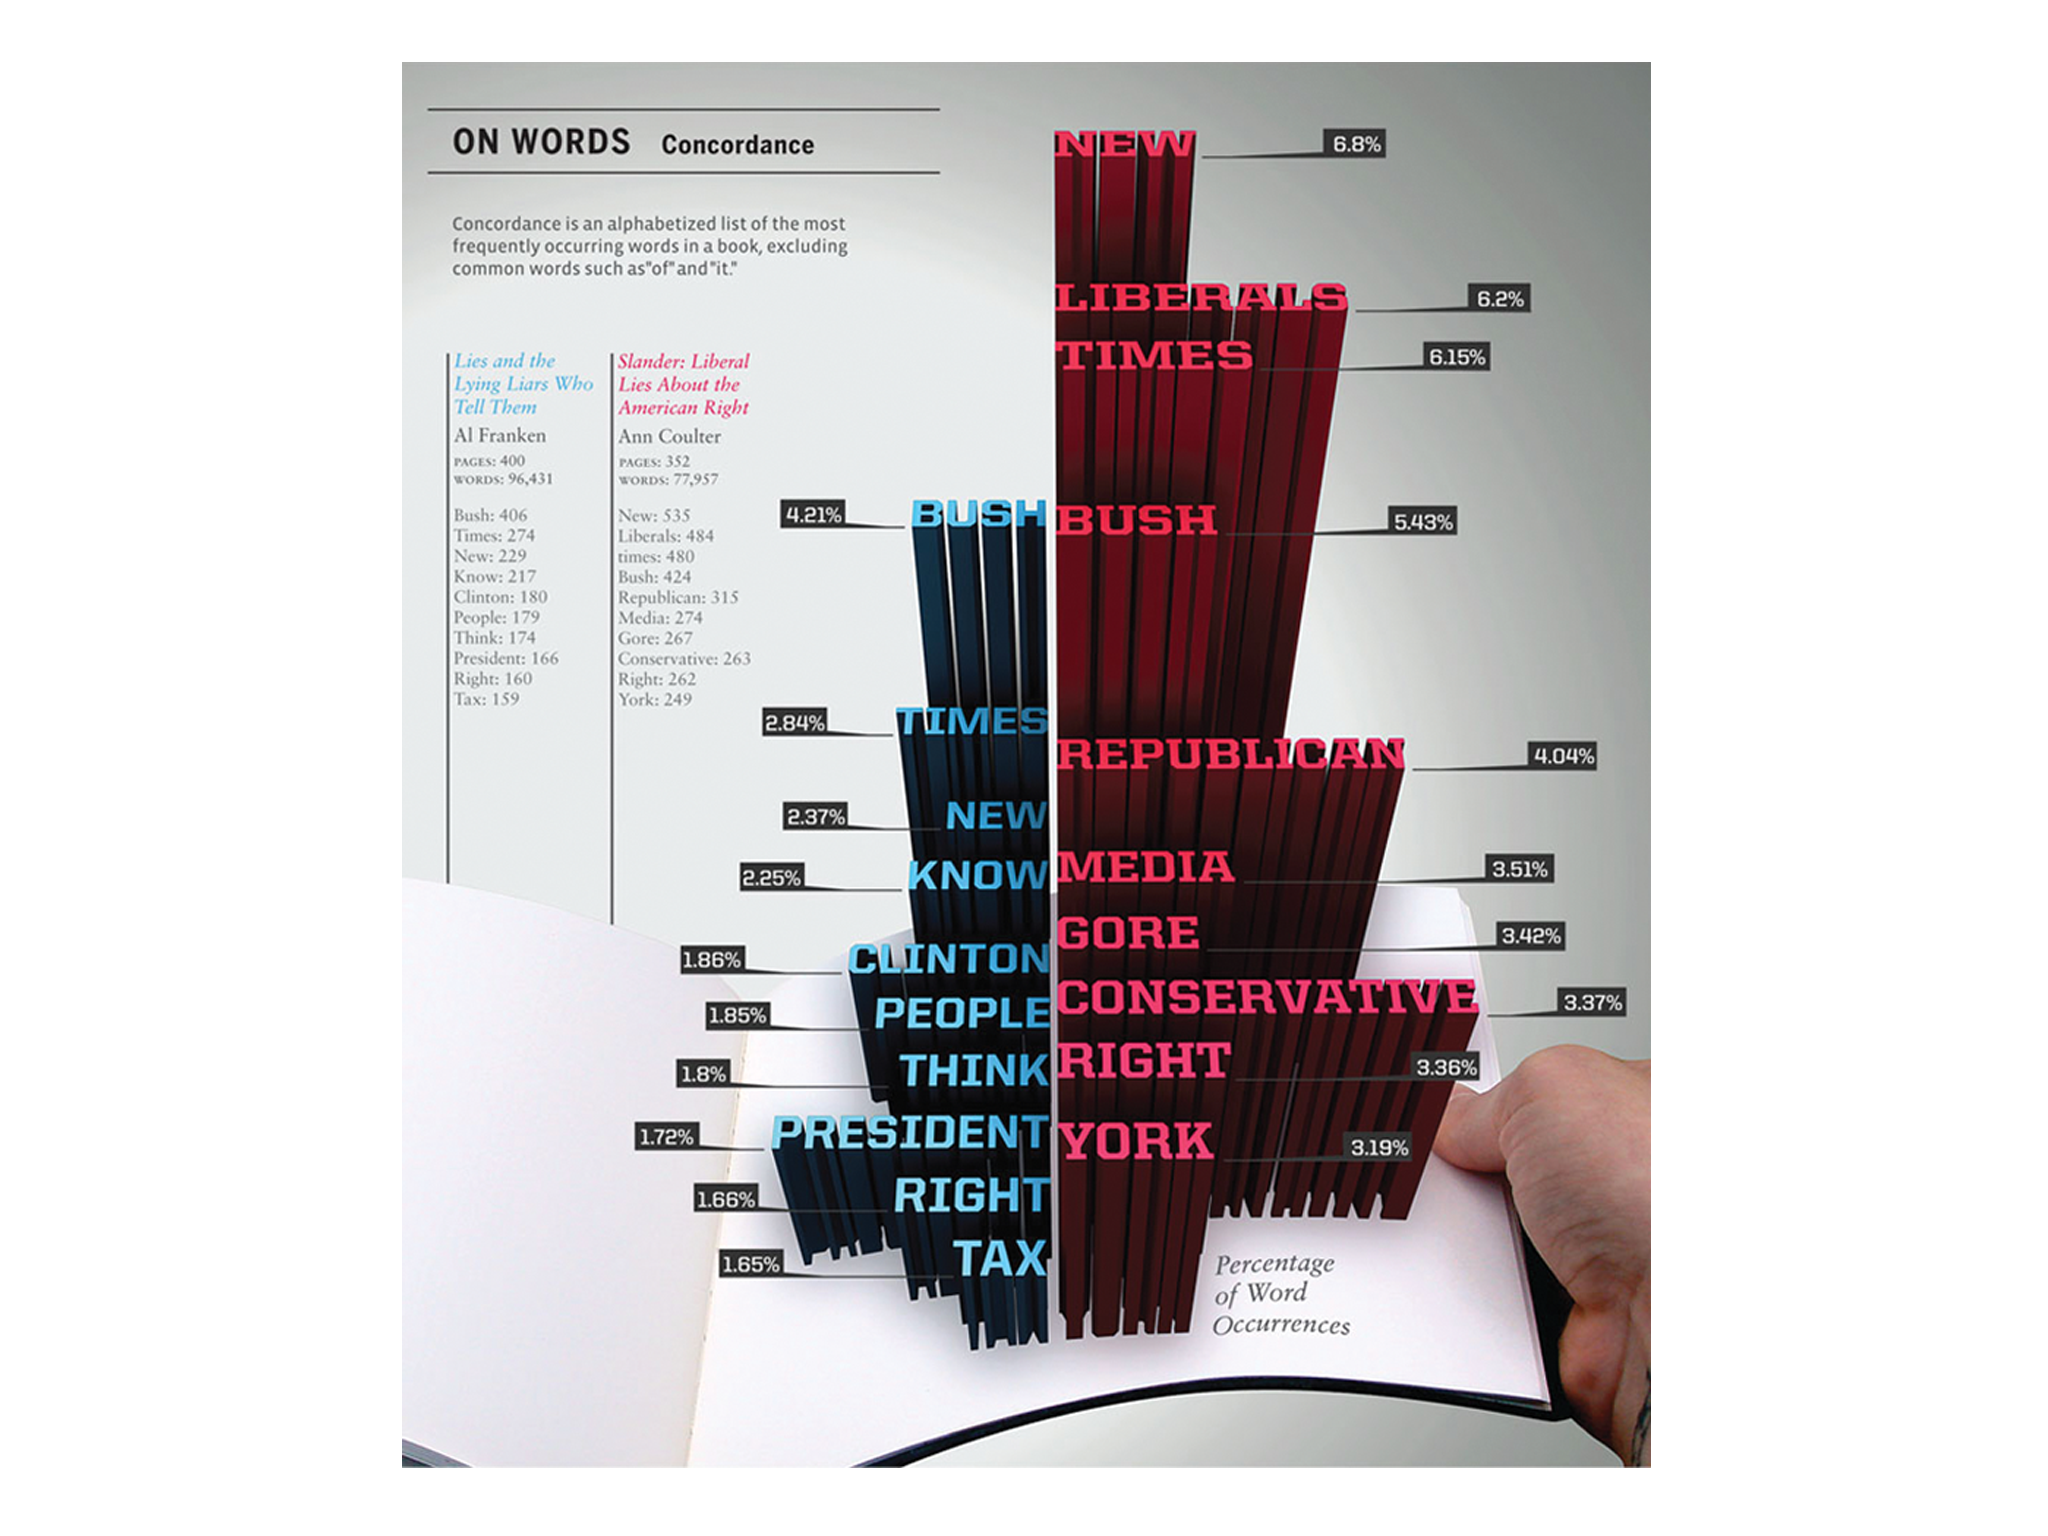 ON WORDS Concordance
Concordance is an alphabetized list of the most
frequently occurring words in a book, excluding
common words such as"of" and "it."
Lies and the
Lying Liars Who
Tell Them
Al Franken
PAGES: 400
WORDS: 96,431
Bush: 406
Times: 274
New: 229
Know: 217
Clinton: 180
People: 179
Think: 174
President: 166
Right: 160
Tax: 159
Slander: Liberal
Lies About the
American Right
Ann Coulter
PAGES: 352
WORDS: 77,957
New: 535
Liberals: 484
times: 480
Bush: 424
Republican: 315
Media: 274
Gore: 267
Conservative: 263
Right: 262
York: 249
4.21% BUSH
2.84% TIMES
2.37% NEW
2.25% KNOW
1.86% CLINTON
1.85% PEOPLE
1.8% THINK
1.72% PRESIDENT
1.66% RIGHT
1.65% TAX
NEW 6.8%
LIBERALS 6.2%
TIMES 6.15%
BUSH 5.43%
REPUBLICAN 4.04%
MEDIA 3.51%
GORE 3.42%
CONSERVATIVE 3.37%
RIGHT 3.36%
YORK 3.19%
Percentage
of Word
Occurrences